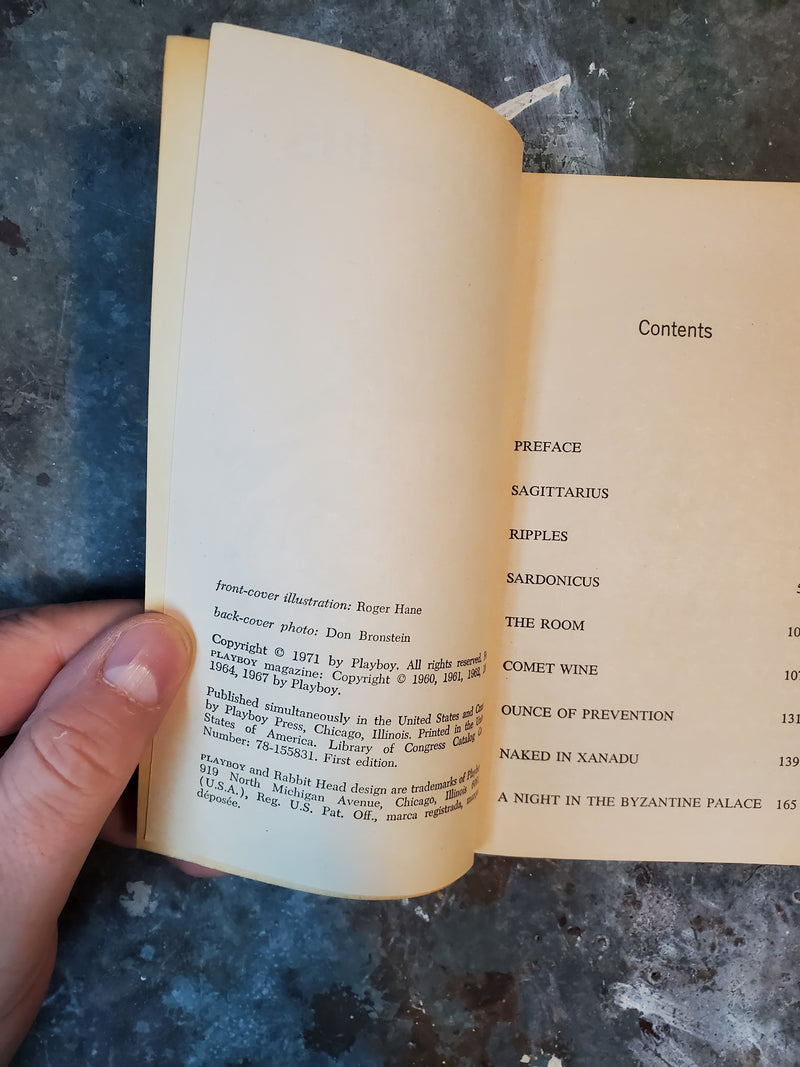 front-cover illustration: Roger Hane
back-cover photo: Don Bronstein
Copyright © 1971 by Playboy. All rights reserved.
PLAYBOY magazine: Copyright © 1960, 1961, 1962,
1964, 1967 by Playboy.
Published simultaneously in the United States and
by Playboy Press, Chicago, Illinois. Printed in the
States of America. Library of Congress Catalog
Number: 78-155831. First edition.
PLAYBOY and Rabbit Head design are trademarks of
919 North Michigan Avenue, Chicago, Illinois
(U.S.A.), Reg. U.S. Pat. Off., marca registrada,
déposée.
Contents
PREFACE
SAGITTARIUS
RIPPLES
SARDONICUS
THE ROOM 10
COMET WINE 107
OUNCE OF PREVENTION 131
NAKED IN XANADU 139
A NIGHT IN THE BYZANTINE PALACE 165